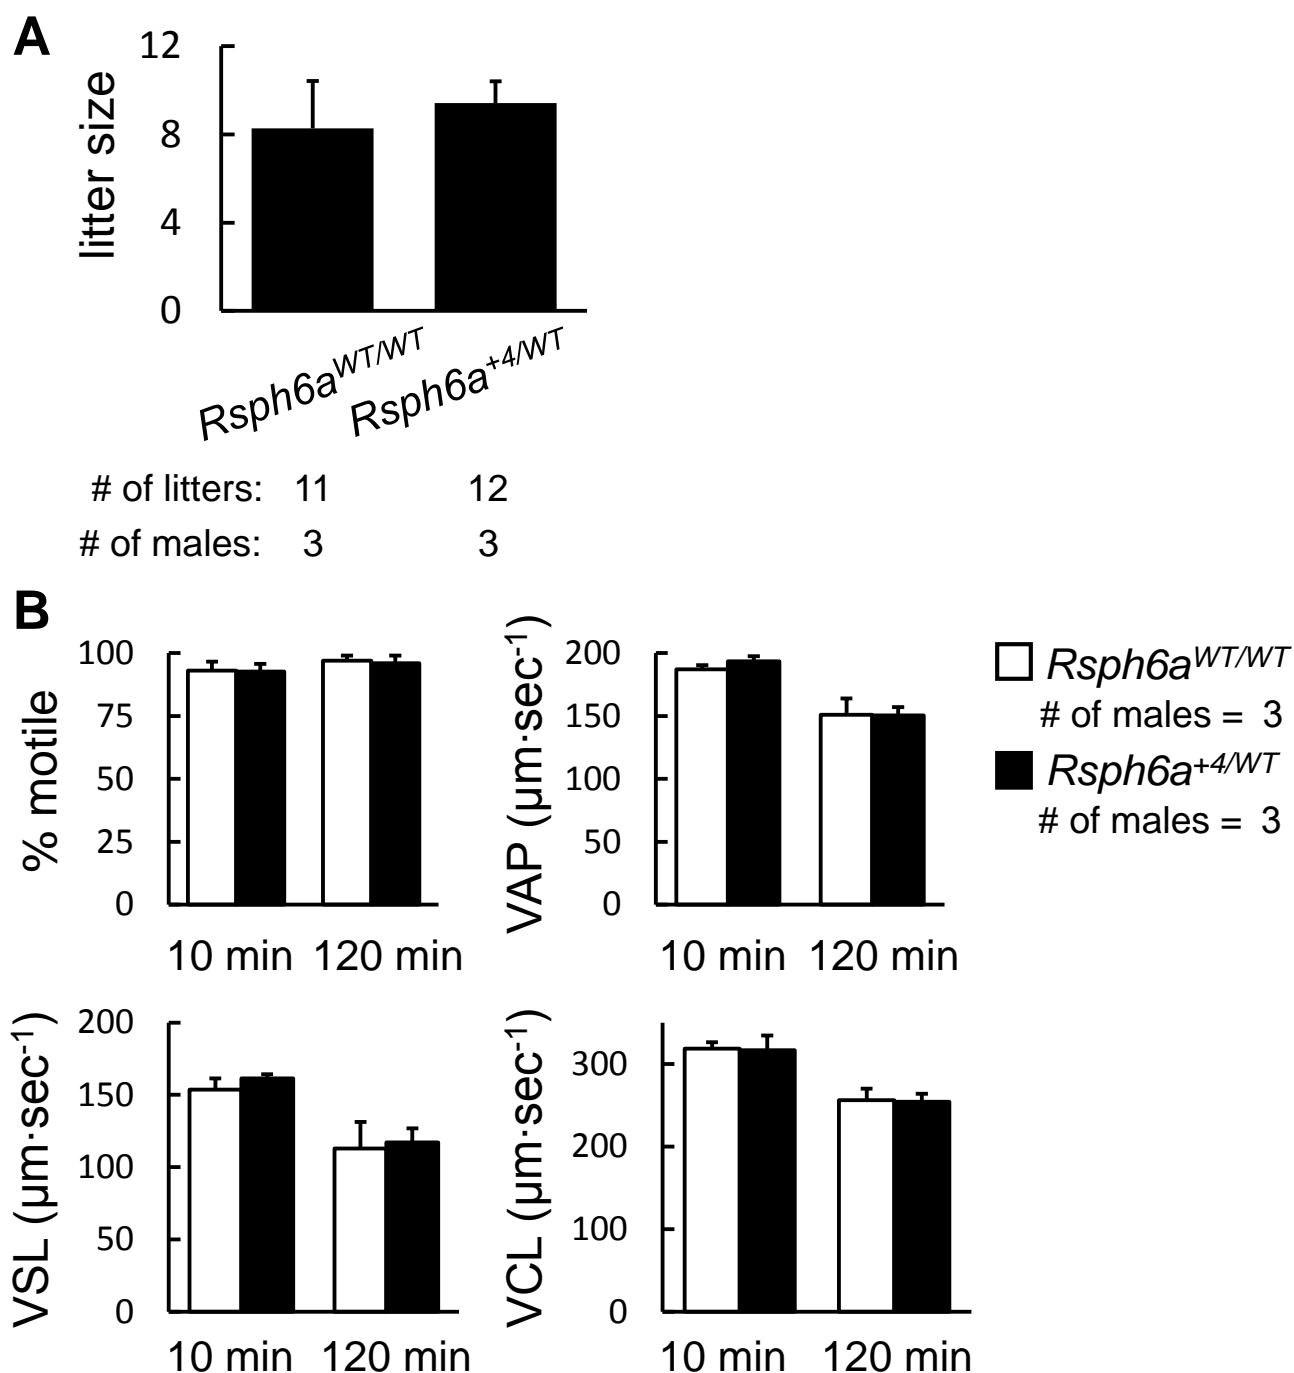 A
litter size
12
8
4
0
Rsph6a^WT/WT
Rsph6a^+4/WT
# of litters: 11 12
# of males: 3 3
B
% motile
100
75
50
25
0
10 min 120 min
VAP (µm·sec^-1)
200
150
100
50
0
10 min 120 min
Rsph6a^WT/WT
# of males = 3
Rsph6a^+4/WT
# of males = 3
VSL (µm·sec^-1)
200
150
100
50
0
10 min 120 min
VCL (µm·sec^-1)
300
200
100
0
10 min 120 min